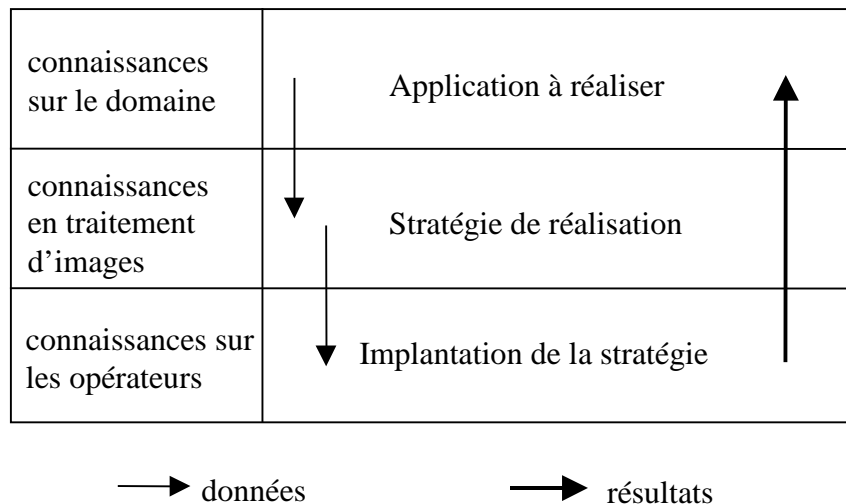 connaissances
sur le domaine
Application à réaliser
connaissances
en traitement
d’images
Stratégie de réalisation
connaissances sur
les opérateurs
Implantation de la stratégie
données
résultats